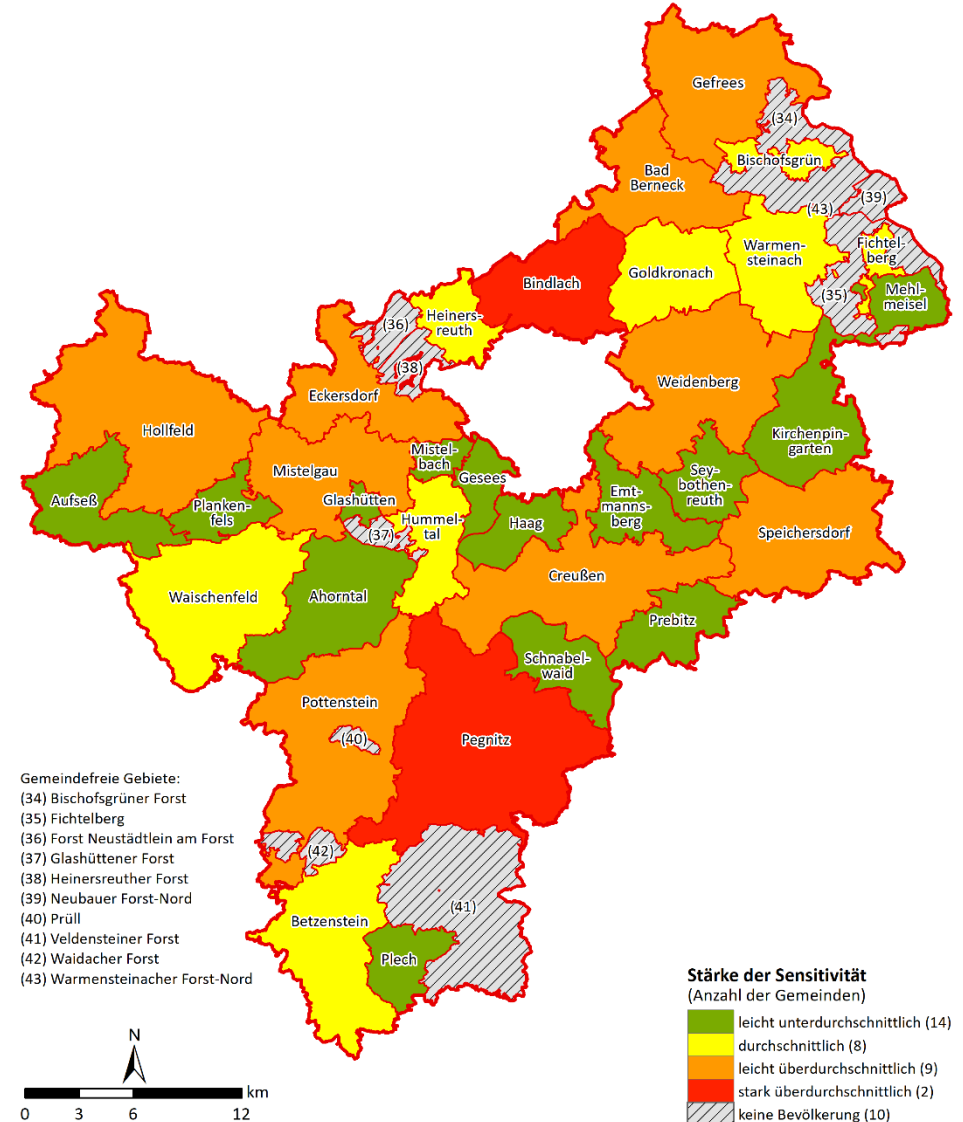 Gefrees
(34)
Bischofsgrün
Bad
Berneck
(39)
(43)
Warmen-
steinach
Fichtel-
berg
Bindlach
Goldkronach
(35)
Mehl-
meisel
Heiners-
reuth
(36)
(38)
Weidenberg
Eckersdorf
Hollfeld
Kirchenpin-
garten
Mistel-
bach
Mistelgau
Gesees
Sey-
bothen-
reuth
Aufseß
Planken-
fels
Glashütten
Emt-
manns-
berg
Hummel-
tal
Haag
(37)
Speichersdorf
Creußen
Waischenfeld
Ahorntal
Prebitz
Schnabel-
waid
Pottenstein
(40)
Pegnitz
Gemeindefreie Gebiete:
(34) Bischofsgrüner Forst
(35) Fichtelberg
(36) Forst Neustädtlein am Forst
(37) Glashüttener Forst
(38) Heinersreuther Forst
(39) Neubauer Forst-Nord
(40) Prüll
(41) Veldensteiner Forst
(42) Waidacher Forst
(43) Warmensteinacher Forst-Nord
(42)
(41)
Betzenstein
Plech
N
km
0 3 6 12
Stärke der Sensitivität
(Anzahl der Gemeinden)
leicht unterdurchschnittlich (14)
durchschnittlich (8)
leicht überdurchschnittlich (9)
stark überdurchschnittlich (2)
keine Bevölkerung (10)